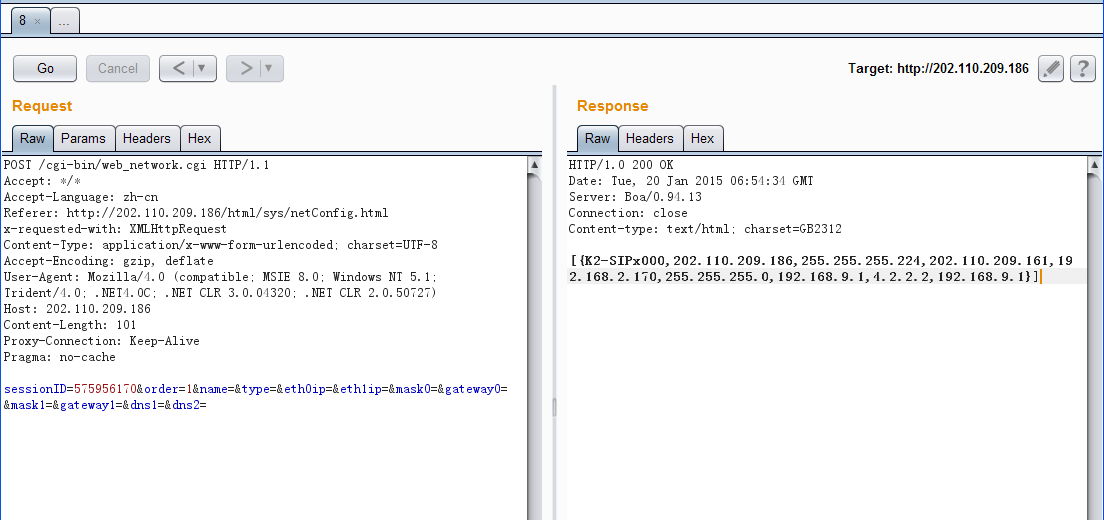 8 × ...
Go Cancel < ▼ > ▼ Target: http://202.110.209.186 ?
Request
Raw Params Headers Hex
POST /cgi-bin/web_network.cgi HTTP/1.1
Accept: */*
Accept-Language: zh-cn
Referer: http://202.110.209.186/html/sys/netConfig.html
x-requested-with: XMLHttpRequest
Content-Type: application/x-www-form-urlencoded; charset=UTF-8
Accept-Encoding: gzip, deflate
User-Agent: Mozilla/4.0 (compatible; MSIE 8.0; Windows NT 5.1;
Trident/4.0; .NET4.0C; .NET CLR 3.0.04320; .NET CLR 2.0.50727)
Host: 202.110.209.186
Content-Length: 101
Proxy-Connection: Keep-Alive
Pragma: no-cache
sessionID=575956170&order=1&name=&type=&eth0ip=&eth1ip=&mask0=&gateway0=
&mask1=&gateway1=&dns1=&dns2=
Response
Raw Headers Hex
HTTP/1.0 200 OK
Date: Tue, 20 Jan 2015 06:54:34 GMT
Server: Boa/0.94.13
Connection: close
Content-type: text/html; charset=GB2312
[{K2-SIPx000,202.110.209.186,255.255.255.224,202.110.209.161,19
2.168.2.170,255.255.255.0,192.168.9.1,4.2.2.2,192.168.9.1}]